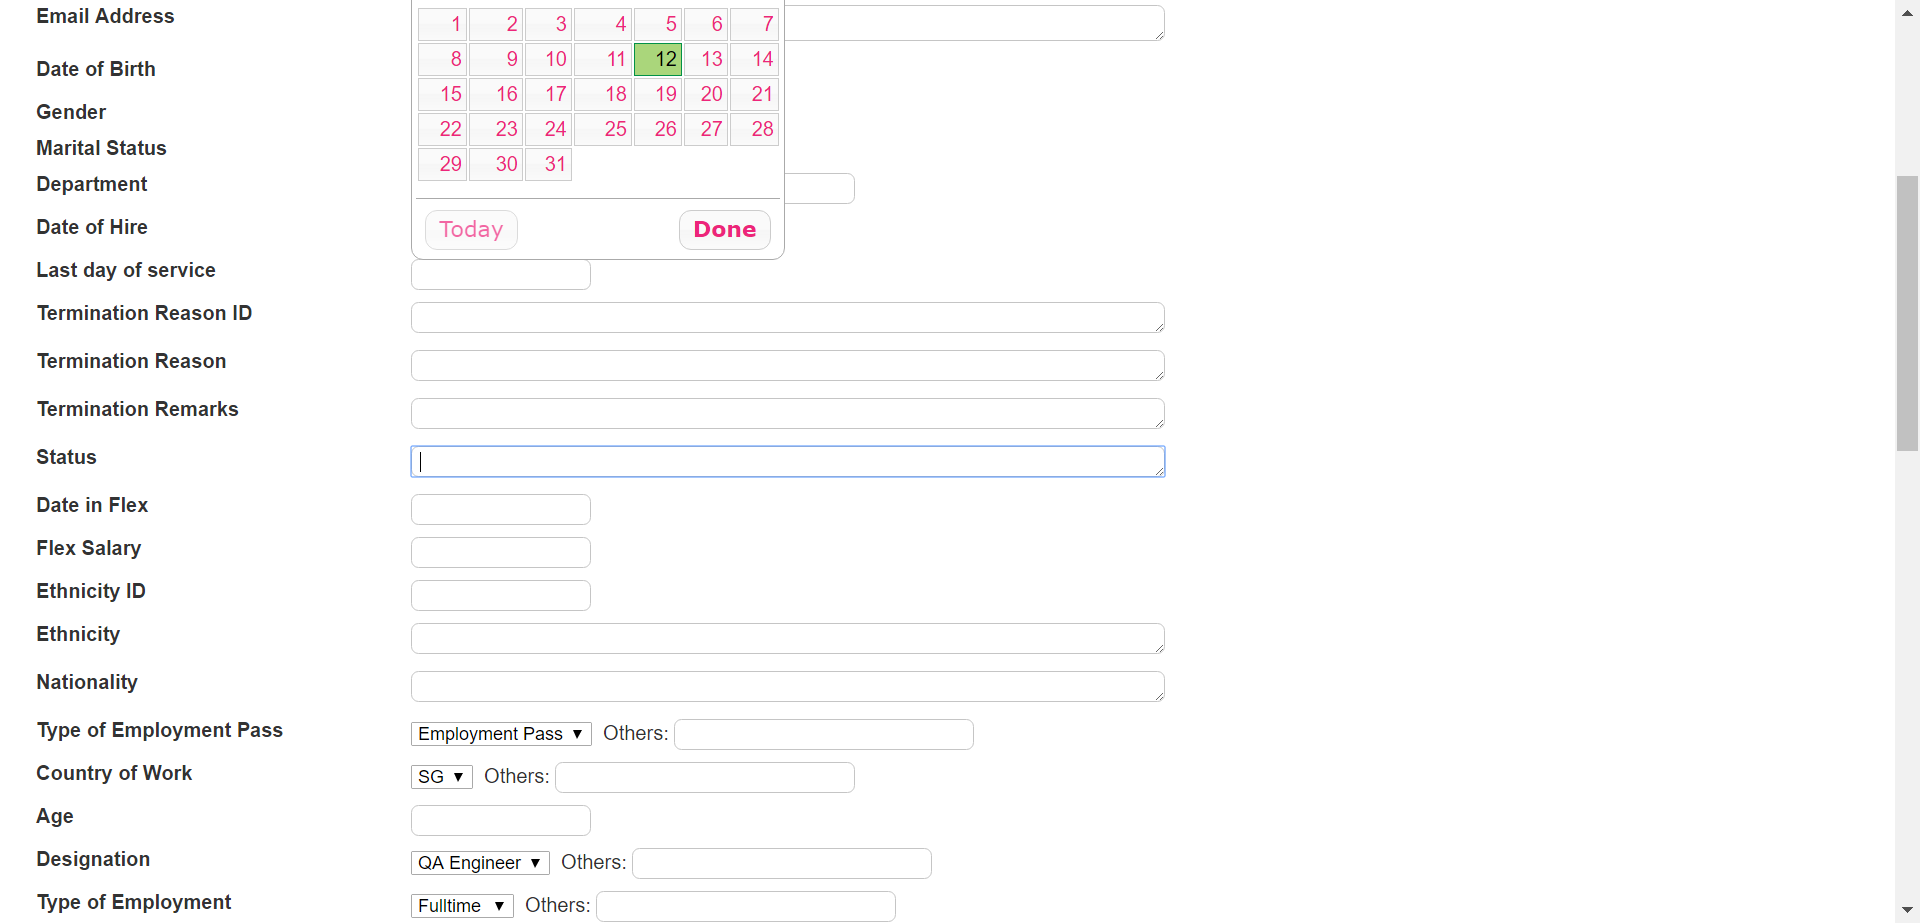 Email Address
1 2 3 4 5 6 7
8 9 10 11 12 13 14
Date of Birth
15 16 17 18 19 20 21
Gender
22 23 24 25 26 27 28
Marital Status
29 30 31
Department
Date of Hire
Today Done
Last day of service
Termination Reason ID
Termination Reason
Termination Remarks
Status
Date in Flex
Flex Salary
Ethnicity ID
Ethnicity
Nationality
Type of Employment Pass Employment Pass Others:
Country of Work SG Others:
Age
Designation QA Engineer Others:
Type of Employment Fulltime Others: